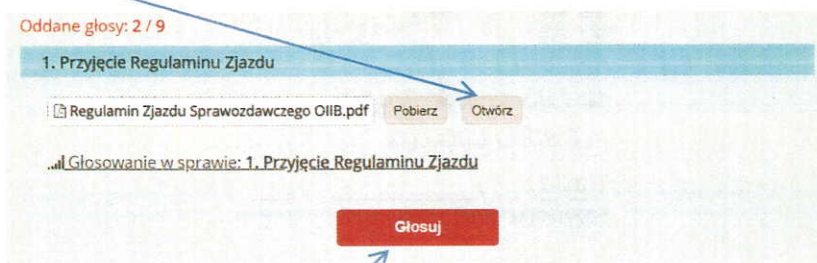 Oddane głosy: 2 / 9
1. Przyjęcie Regulaminu Zjazdu
Regulamin Zjazdu Sprawozdawczego OIIB.pdf Pobierz Otwórz
Głosowanie w sprawie: 1. Przyjęcie Regulaminu Zjazdu
Głosuj